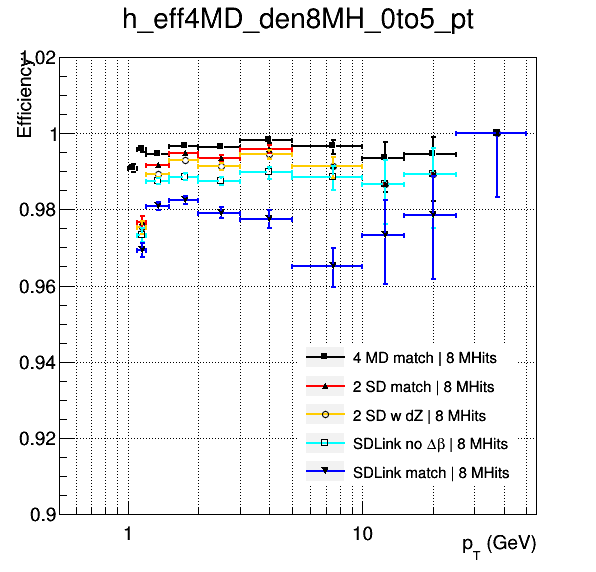 h_eff4MD_den8MH_0to5_pt
Efficiency
1.02
1
0.98
0.96
0.94
0.92
0.9
4 MD match | 8 MHits
2 SD match | 8 MHits
2 SD w dZ | 8 MHits
SDLink no Δβ | 8 MHits
SDLink match | 8 MHits
1 10
p_T (GeV)